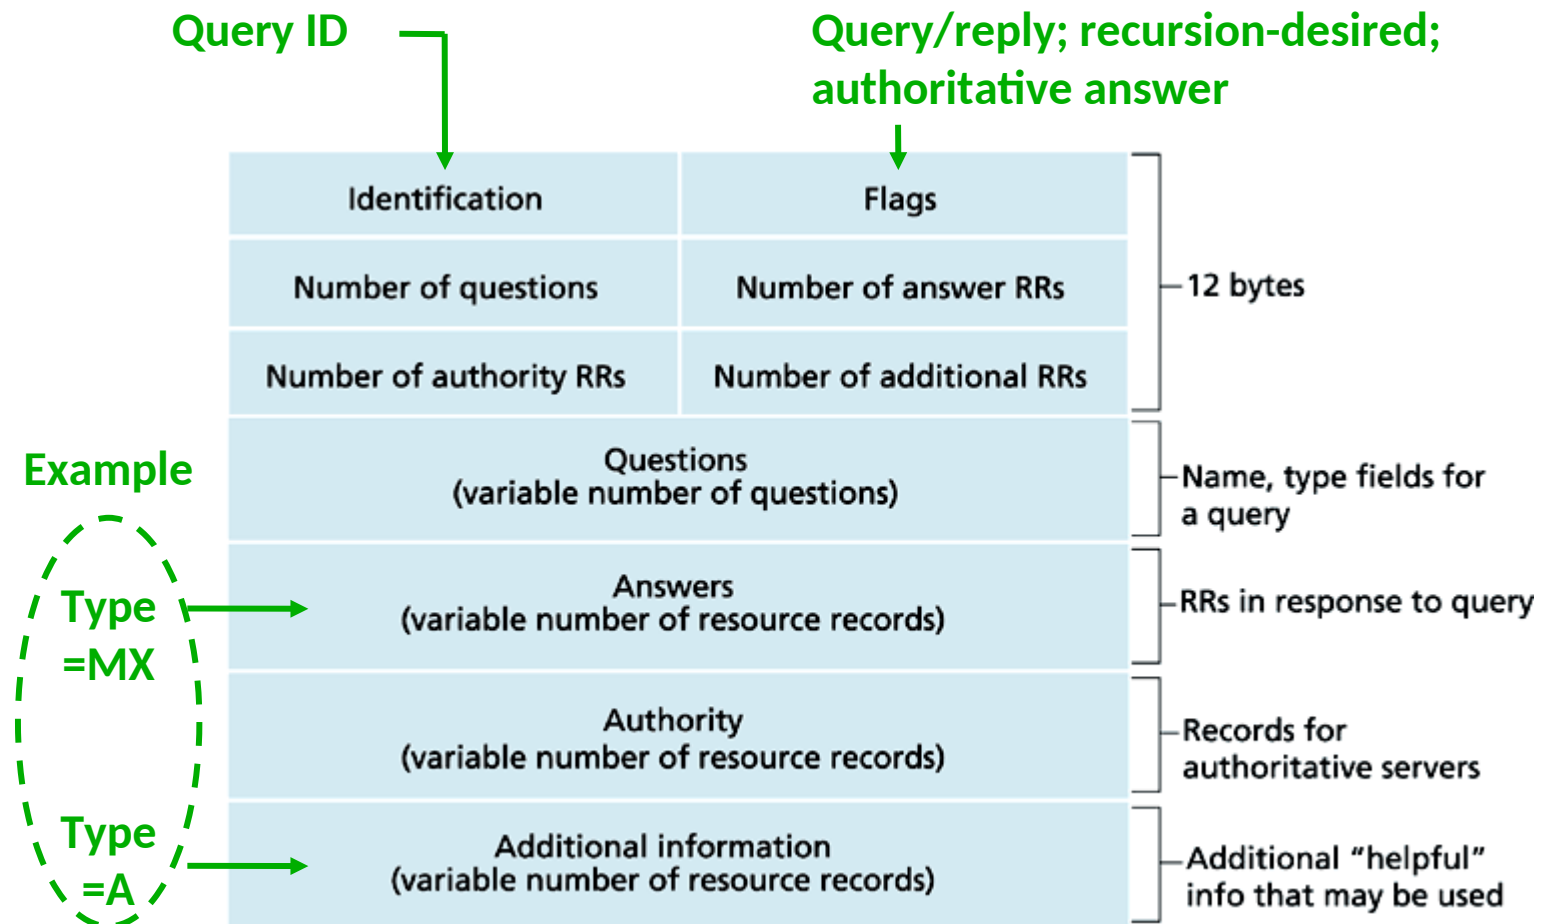 Query ID
Query/reply; recursion-desired;
authoritative answer
Identification
Flags
Number of questions
Number of answer RRs
12 bytes
Number of authority RRs
Number of additional RRs
Example
Questions
(variable number of questions)
Name, type fields for
a query
Type
=MX
Answers
(variable number of resource records)
RRs in response to query
Authority
(variable number of resource records)
Records for
authoritative servers
Type
=A
Additional information
(variable number of resource records)
Additional “helpful”
info that may be used